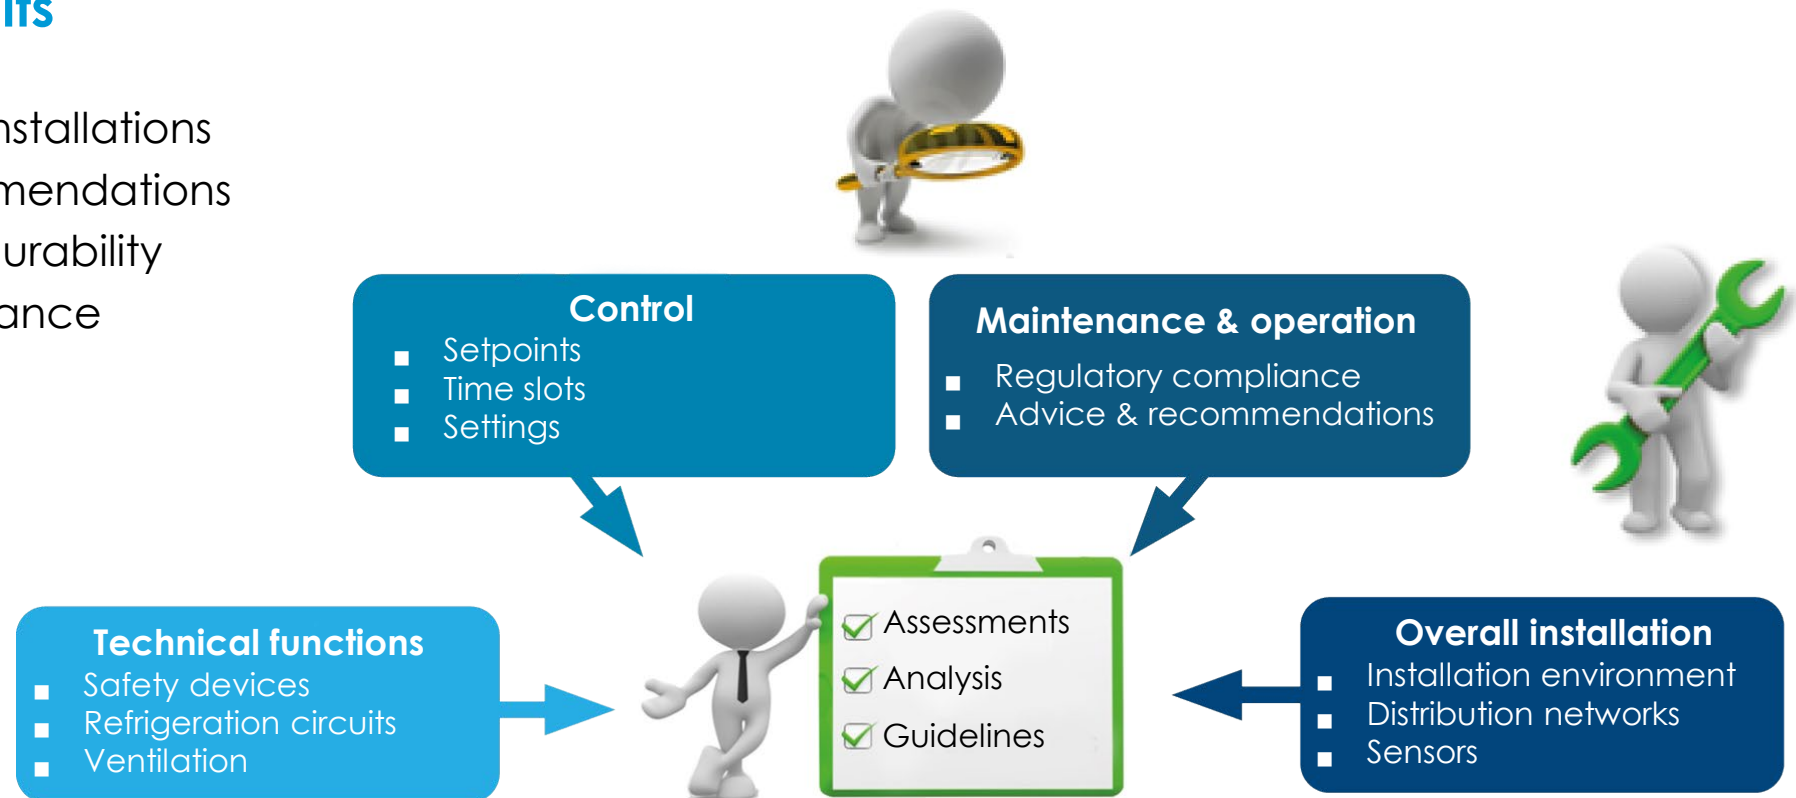 its
nstallations
mendations
urability
ance
Control
Setpoints
Time slots
Settings
Maintenance & operation
Regulatory compliance
Advice & recommendations
Technical functions
Safety devices
Refrigeration circuits
Ventilation
Assessments
Analysis
Guidelines
Overall installation
Installation environment
Distribution networks
Sensors